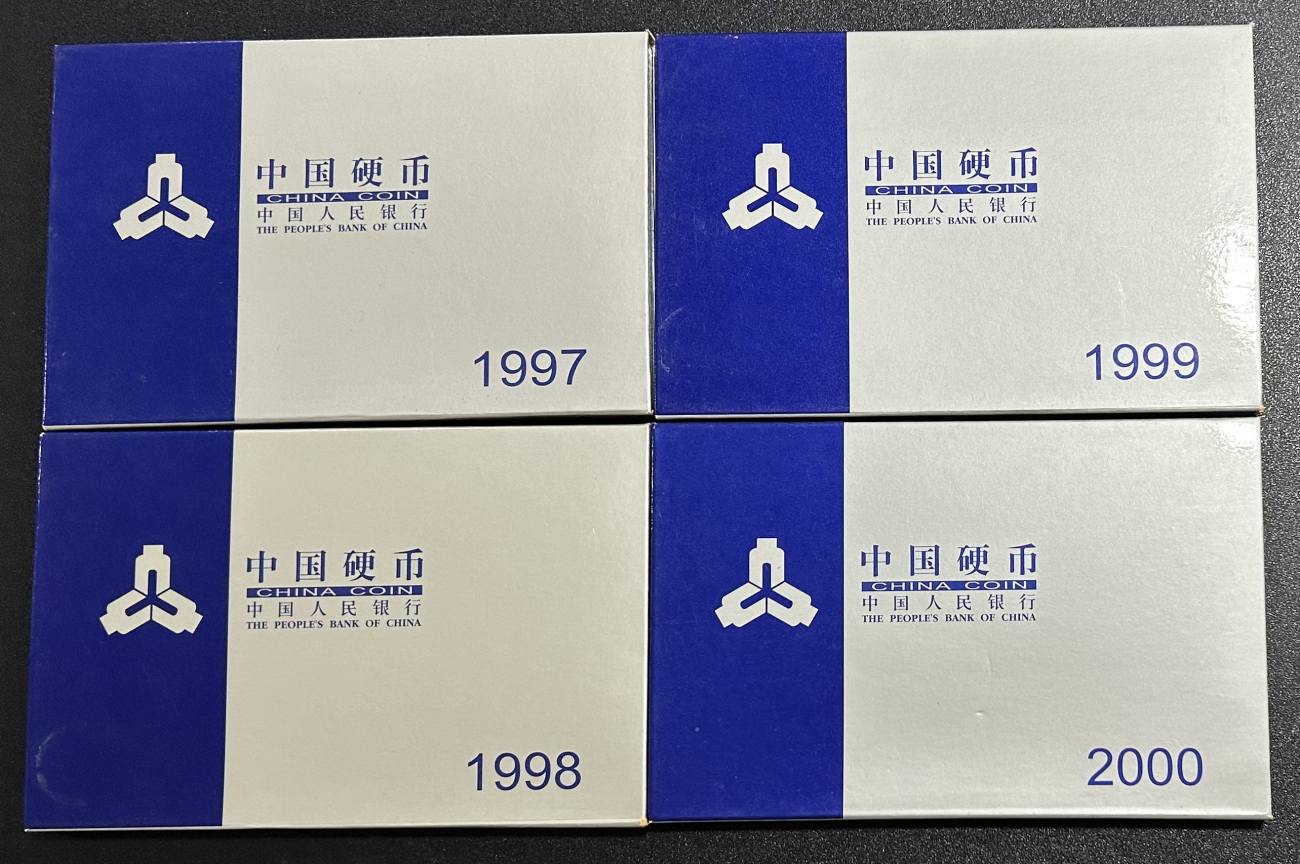 中国硬币
CHINA COIN
中国人民银行
THE PEOPLE'S BANK OF CHINA
1997
中国硬币
CHINA COIN
中国人民银行
THE PEOPLE'S BANK OF CHINA
1999
中国硬币
CHINA COIN
中国人民银行
THE PEOPLE'S BANK OF CHINA
1998
中国硬币
CHINA COIN
中国人民银行
THE PEOPLE'S BANK OF CHINA
2000